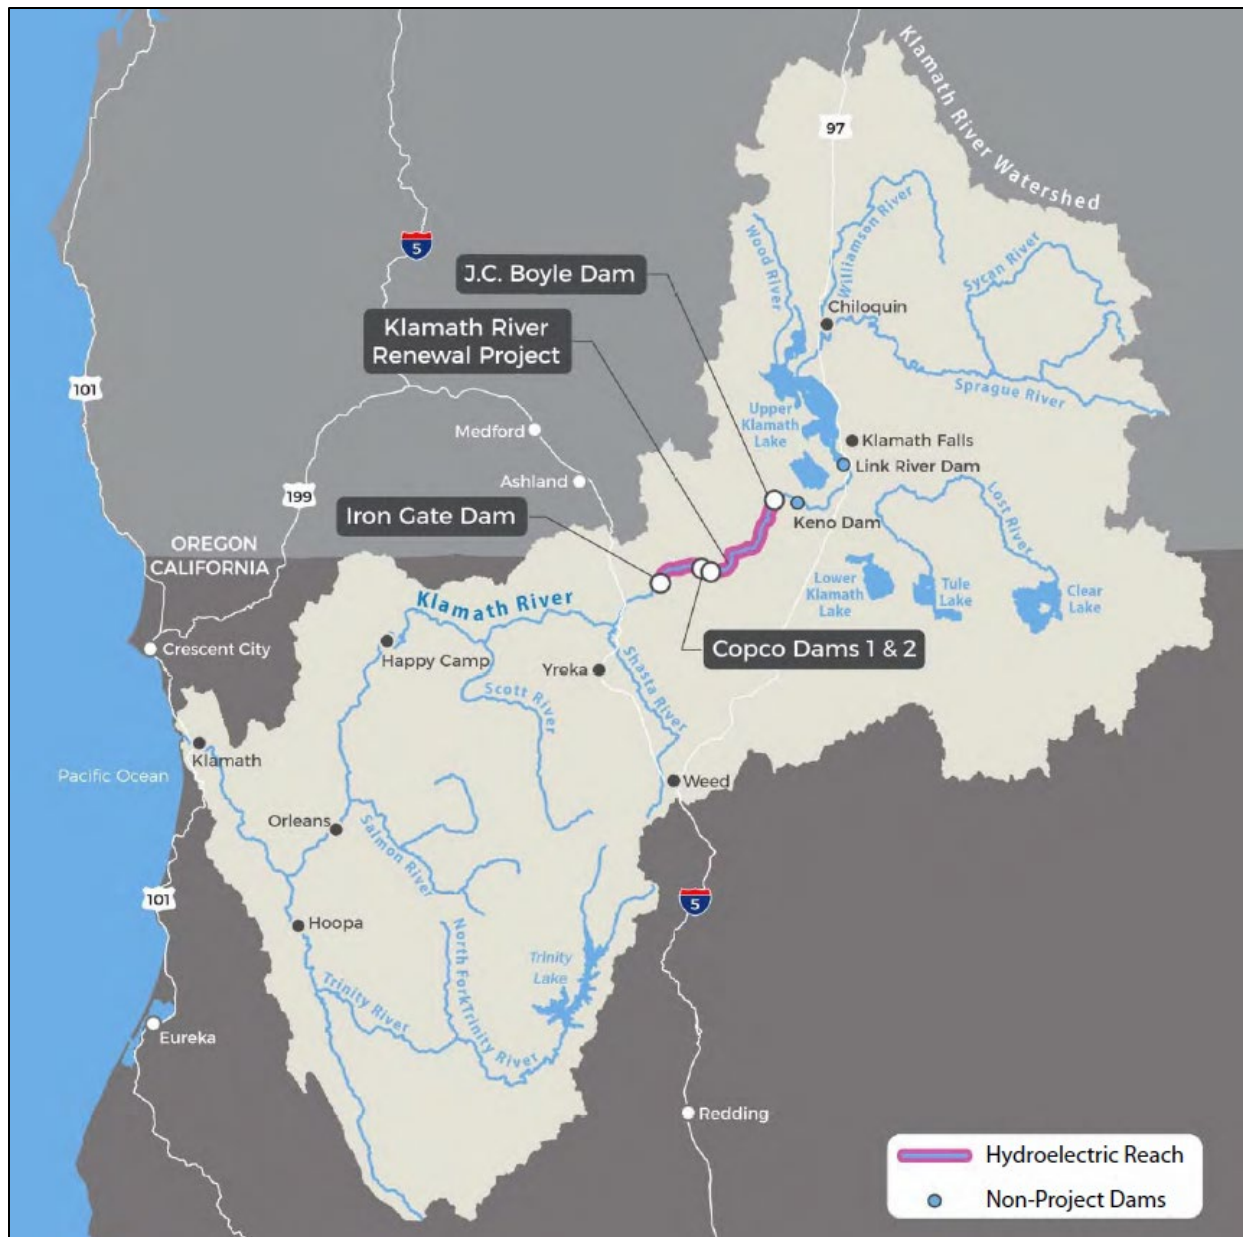 Klamath River Watershed
97
Wood River
Williamson River
Sycan River
5
J.C. Boyle Dam
Chiloquin
Klamath River
Renewal Project
Sprague River
101
Upper
Klamath
Lake
Medford
Klamath Falls
Link River Dam
Ashland
199
Iron Gate Dam
Keno Dam
Lost River
OREGON
CALIFORNIA
Lower
Klamath
Lake
Tule
Lake
Clear
Lake
Klamath River
Crescent City
Happy Camp
Yreka
Shasta River
Copco Dams 1 & 2
Scott River
Klamath
Pacific Ocean
Weed
Orleans
Salmon River
101
5
Hoopa
North Fork Trinity River
Trinity
Lake
Trinity River
Eureka
Redding
Hydroelectric Reach
Non-Project Dams